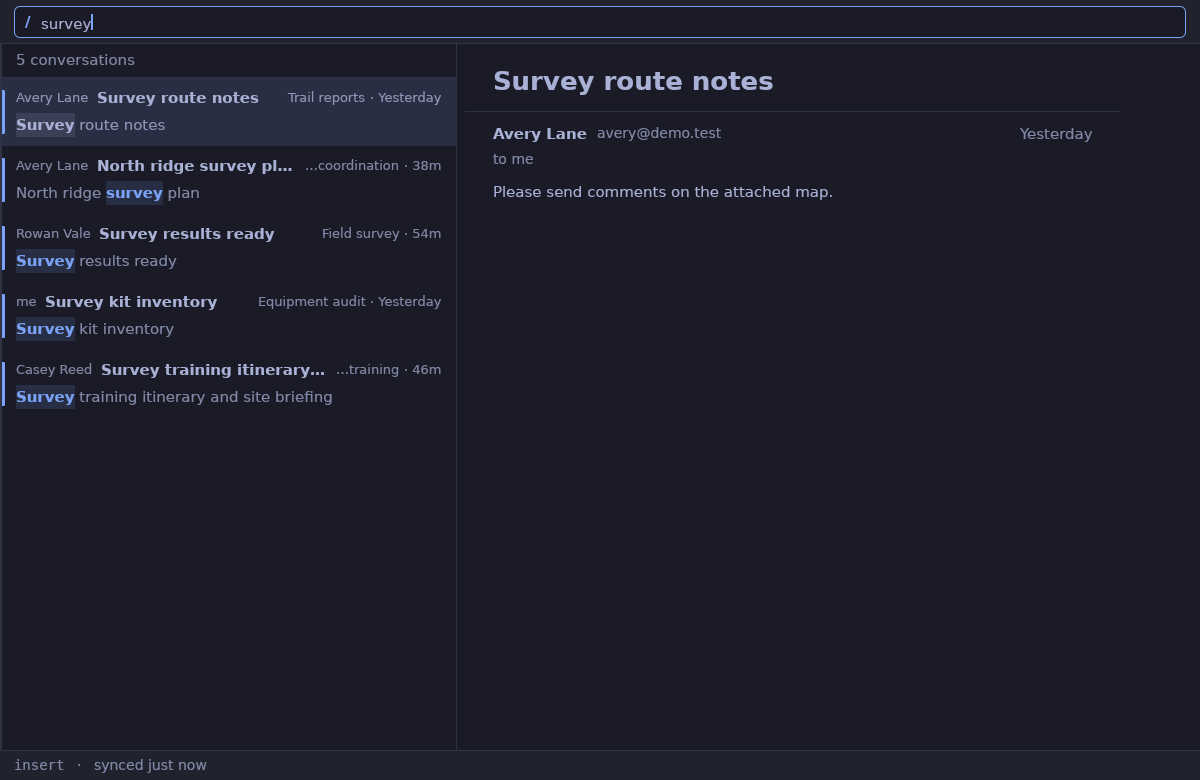 / survey
5 conversations
Avery Lane Survey route notes Trail reports · Yesterday
Survey route notes
Avery Lane North ridge survey pl... ...coordination · 38m
North ridge survey plan
Rowan Vale Survey results ready Field survey · 54m
Survey results ready
me Survey kit inventory Equipment audit · Yesterday
Survey kit inventory
Casey Reed Survey training itinerary... ...training · 46m
Survey training itinerary and site briefing
Survey route notes
Avery Lane avery@demo.test Yesterday
to me
Please send comments on the attached map.
insert · synced just now